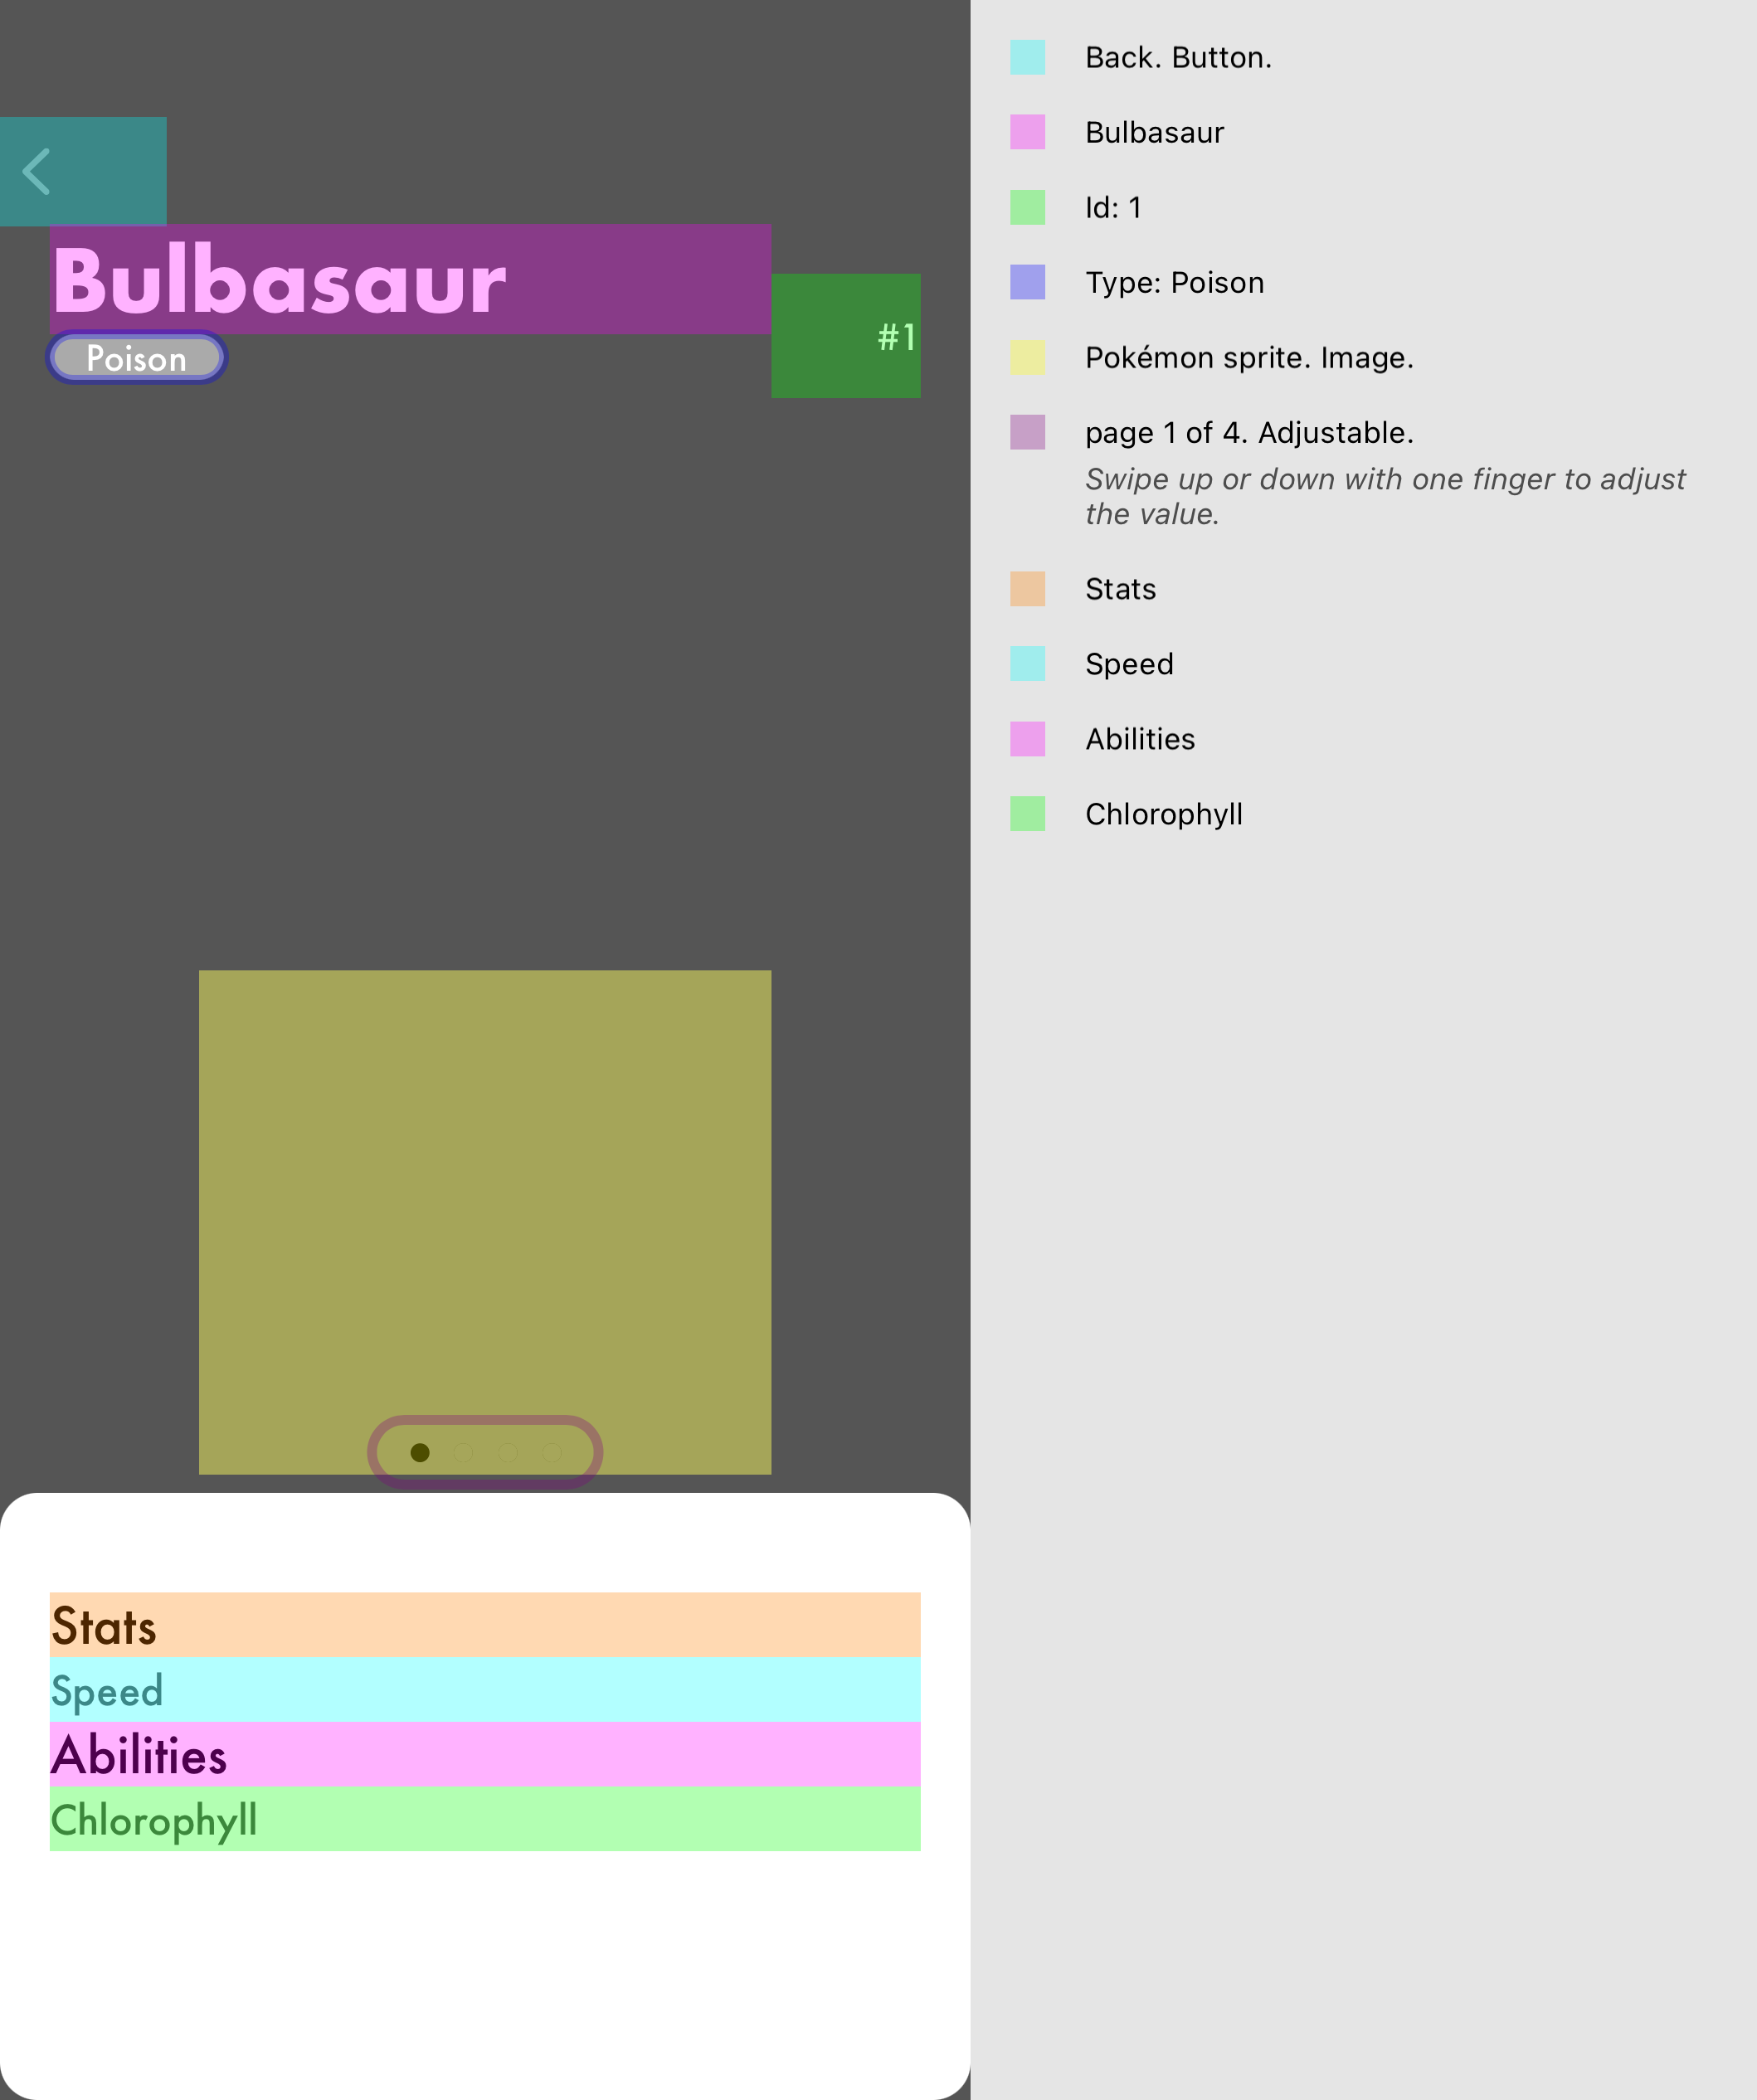 Bulbasaur
#1
Poison
Stats
Speed
Abilities
Chlorophyll
Back. Button.
Bulbasaur
Id: 1
Type: Poison
Pokémon sprite. Image.
page 1 of 4. Adjustable.
Swipe up or down with one finger to adjust
the value.
Stats
Speed
Abilities
Chlorophyll